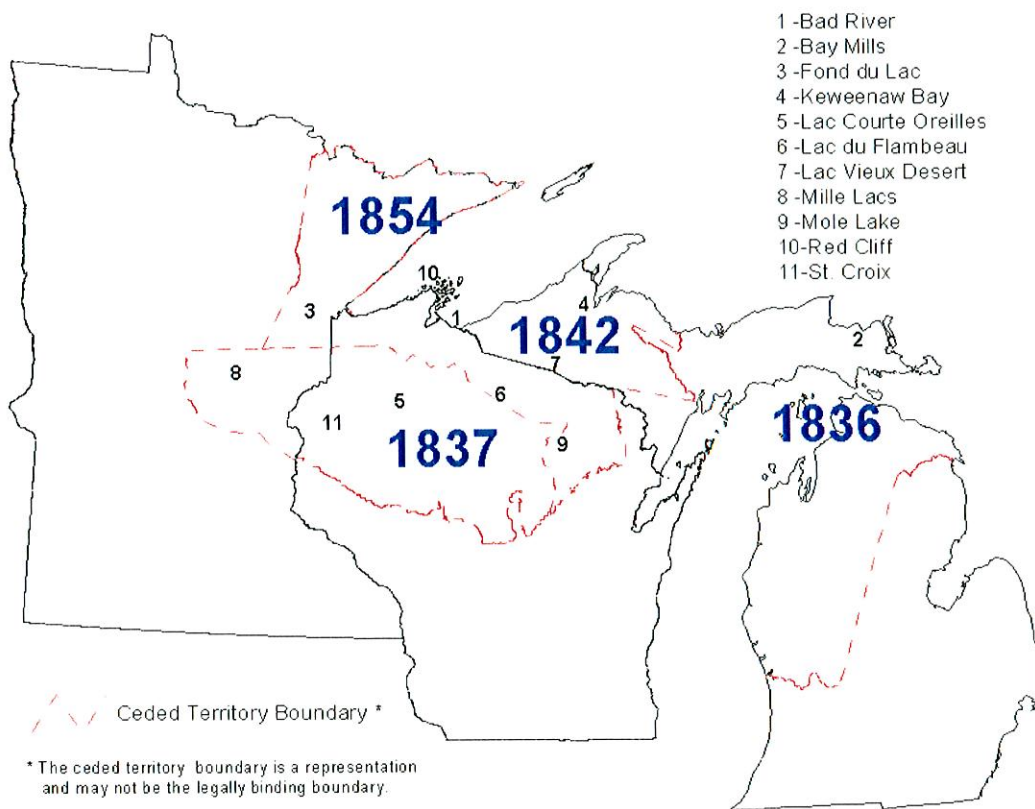 1 -Bad River
2 -Bay Mills
3 -Fond du Lac
4 -Keweenaw Bay
5 -Lac Courte Oreilles
6 -Lac du Flambeau
7 -Lac Vieux Desert
8 -Mille Lacs
9 -Mole Lake
10-Red Cliff
11-St. Croix
1854
10
3
1
4
2
1842
7
8
6
5
11
1836
1837
9
Ceded Territory Boundary *
* The ceded territory boundary is a representation
and may not be the legally binding boundary.